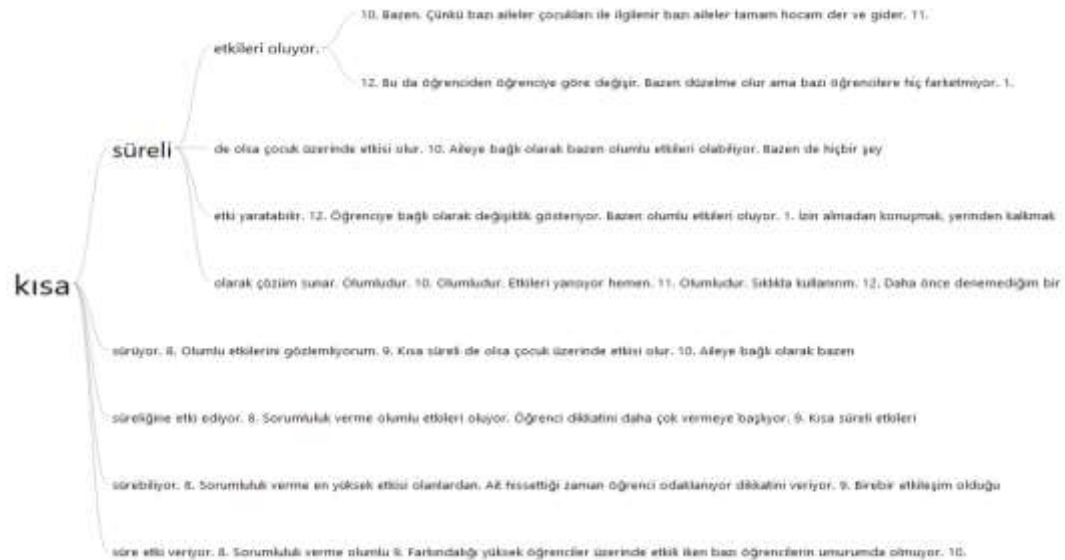 10. Bazen. Çünkü bazı aileler çocukları ile ilgilenir bazı aileler tamam hocam der ve gider. 11.
etkileri oluyor.
12. Bu da öğrenciden öğrenciye göre değişir. Bazen düzelme olur ama bazı öğrencilere hiç farketmiyor. 1.
süreli
de olsa çocuk üzerinde etkisi olur. 10. Aileye bağlı olarak bazen olumlu etkileri olabiliyor. Bazen de hiçbir şey
etki yaratabilir. 12. Öğrenciye bağlı olarak değişiklik gösteriyor. Bazen olumlu etkileri oluyor. 1. İzin almadan konuşmak, yerinden kalkmak
kısa
olarak çözüm sunar. Olumludur. 10. Olumludur. Etkileri yansıyor hemen. 11. Olumludur. Sıklıkla kullanırım. 12. Daha önce denemediğim bir
sürüyor. 8. Olumlu etkilerini gözlemliyorum. 9. Kısa süreli de olsa çocuk üzerinde etkisi olur. 10. Aileye bağlı olarak bazen
süreliğine etki ediyor. 8. Sorumluluk verme olumlu etkileri oluyor. Öğrenci dikkatini daha çok vermeye başlıyor. 9. Kısa süreli etkileri
sürebiliyor. 8. Sorumluluk verme en yüksek etkisi olanlardan. Ait hissettiği zaman öğrenci odaklanıyor dikkatini veriyor. 9. Birebir etkileşim olduğu
süre etki veriyor. 8. Sorumluluk verme olumlu 9. Farkındalığı yüksek öğrenciler üzerinde etkili iken bazı öğrencilerin umurumda olmuyor. 10.